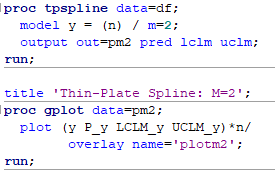 proc tpspline data=df;
model y = (n) / m=2;
output out=pm2 pred lclm uclm;
run;
title 'Thin-Plate Spline: M=2';
proc gplot data=pm2;
plot (y P_y LCLM_y UCLM_y)*n/
overlay name='plotm2';
run;